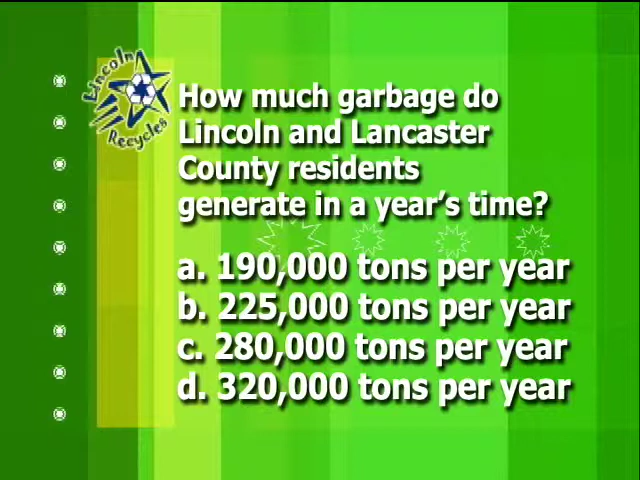 Lincoln
Recycles
How much garbage do
Lincoln and Lancaster
County residents
generate in a year's time?
a. 190,000 tons per year
b. 225,000 tons per year
c. 280,000 tons per year
d. 320,000 tons per year